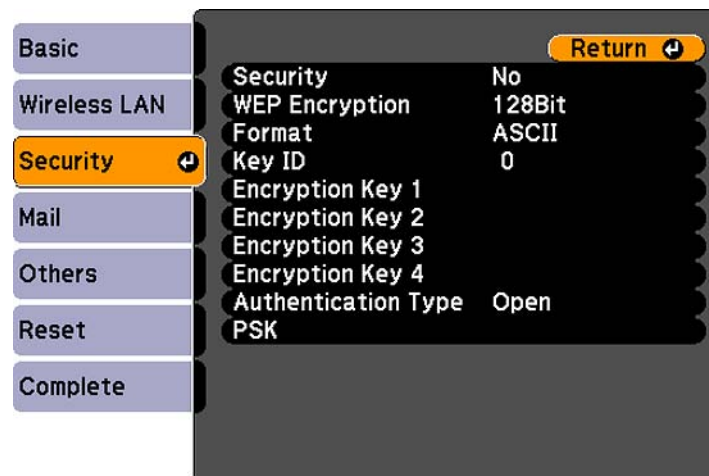 Basic
Wireless LAN
Security
Mail
Others
Reset
Complete
Return
Security No
WEP Encryption 128Bit
Format ASCII
Key ID 0
Encryption Key 1
Encryption Key 2
Encryption Key 3
Encryption Key 4
Authentication Type Open
PSK